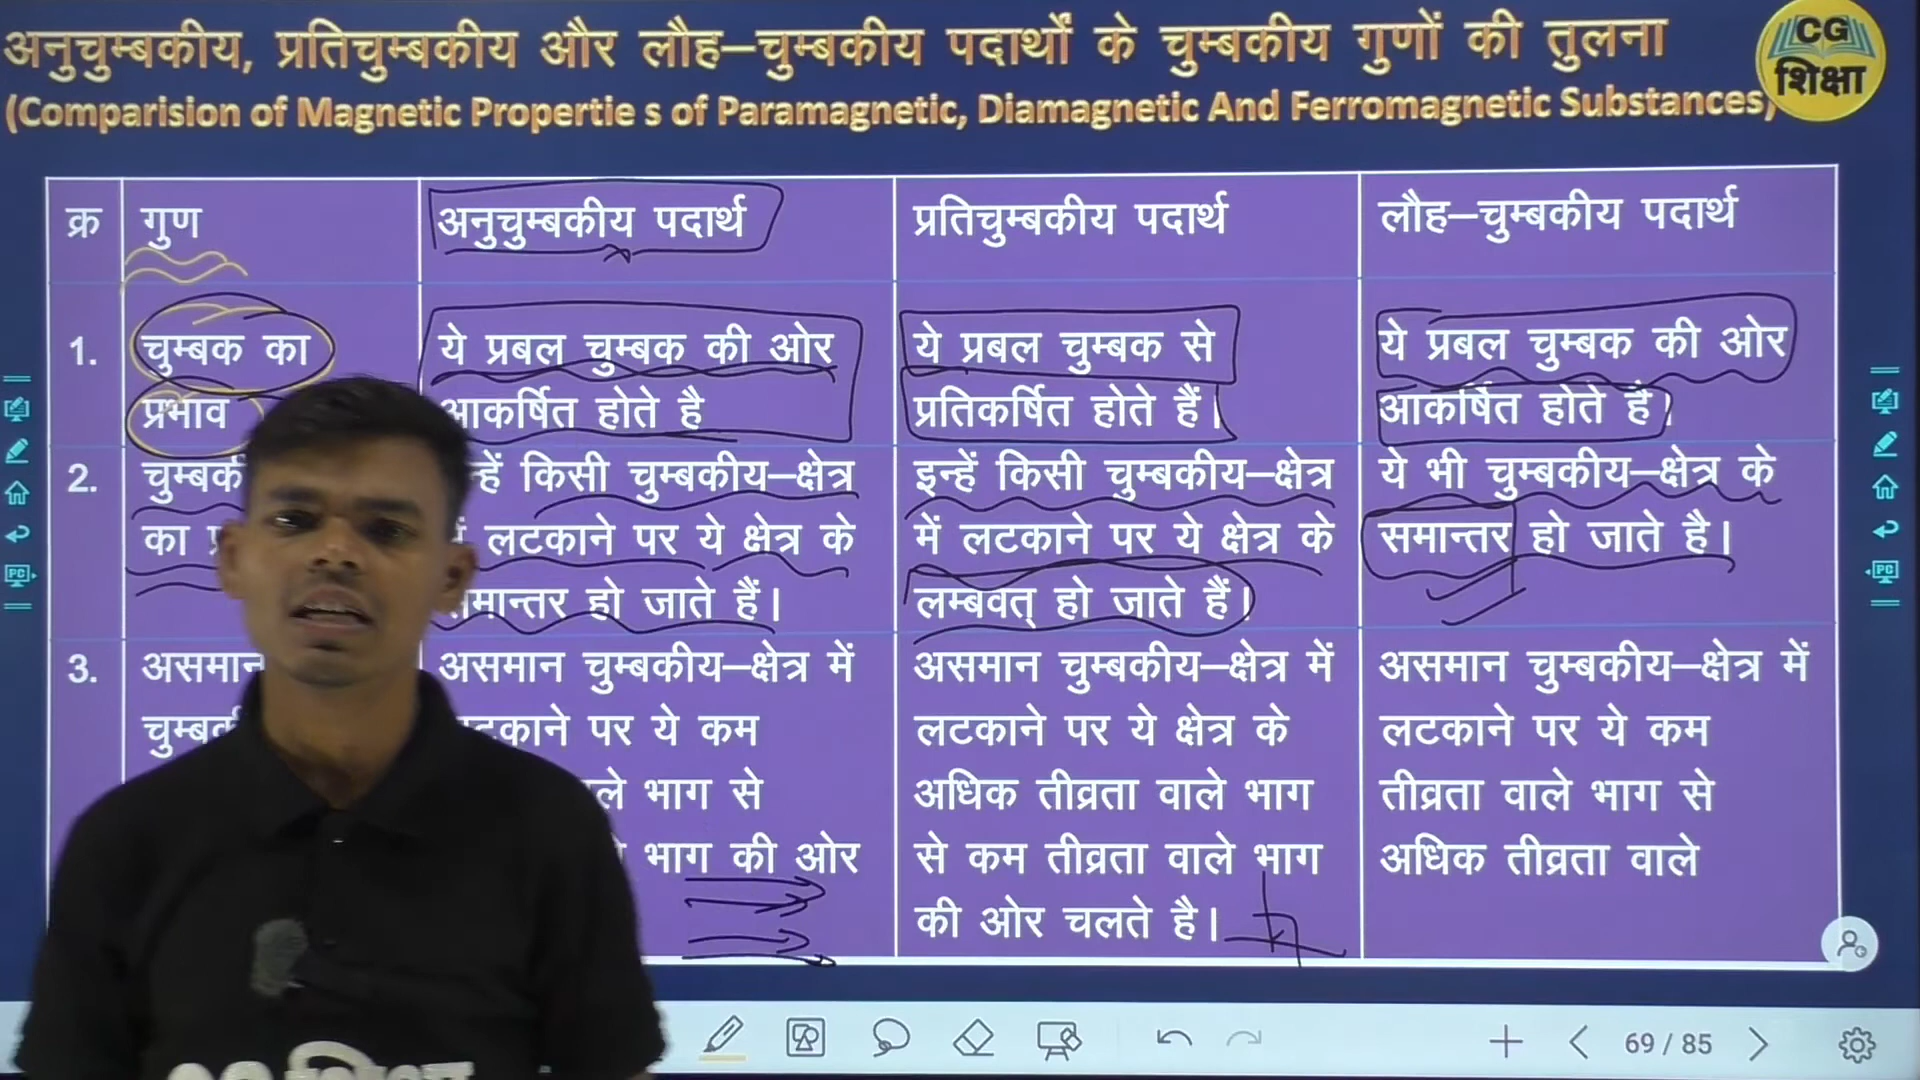 अनुचुम्बकीय, प्रतिचुम्बकीय और लौह–चुम्बकीय पदार्थों के चुम्बकीय गुणों की तुलना
(Comparision of Magnetic Propertie s of Paramagnetic, Diamagnetic And Ferromagnetic Substances)
CG
शिक्षा
क्र
गुण
अनुचुम्बकीय पदार्थ
प्रतिचुम्बकीय पदार्थ
लौह–चुम्बकीय पदार्थ
1.
चुम्बक का
प्रभाव
ये प्रबल चुम्बक की ओर
आकर्षित होते है
ये प्रबल चुम्बक से
प्रतिकर्षित होते हैं।
ये प्रबल चुम्बक की ओर
आकर्षित होते हैं।
2.
का
किसी चुम्बकीय–क्षेत्र
लटकाने पर ये क्षेत्र के
हो जाते हैं।
इन्हें किसी चुम्बकीय–क्षेत्र
में लटकाने पर ये क्षेत्र के
लम्बवत् हो जाते हैं।
ये भी चुम्बकीय–क्षेत्र के
समान्तर हो जाते है।
3.
असमान
असमान चुम्बकीय–क्षेत्र में
पर ये कम
भाग से
भाग की ओर
असमान चुम्बकीय–क्षेत्र में
लटकाने पर ये क्षेत्र के
अधिक तीव्रता वाले भाग
से कम तीव्रता वाले भाग
की ओर चलते है।
असमान चुम्बकीय–क्षेत्र में
लटकाने पर ये कम
तीव्रता वाले भाग से
अधिक तीव्रता वाले
PC
PC
69 / 85